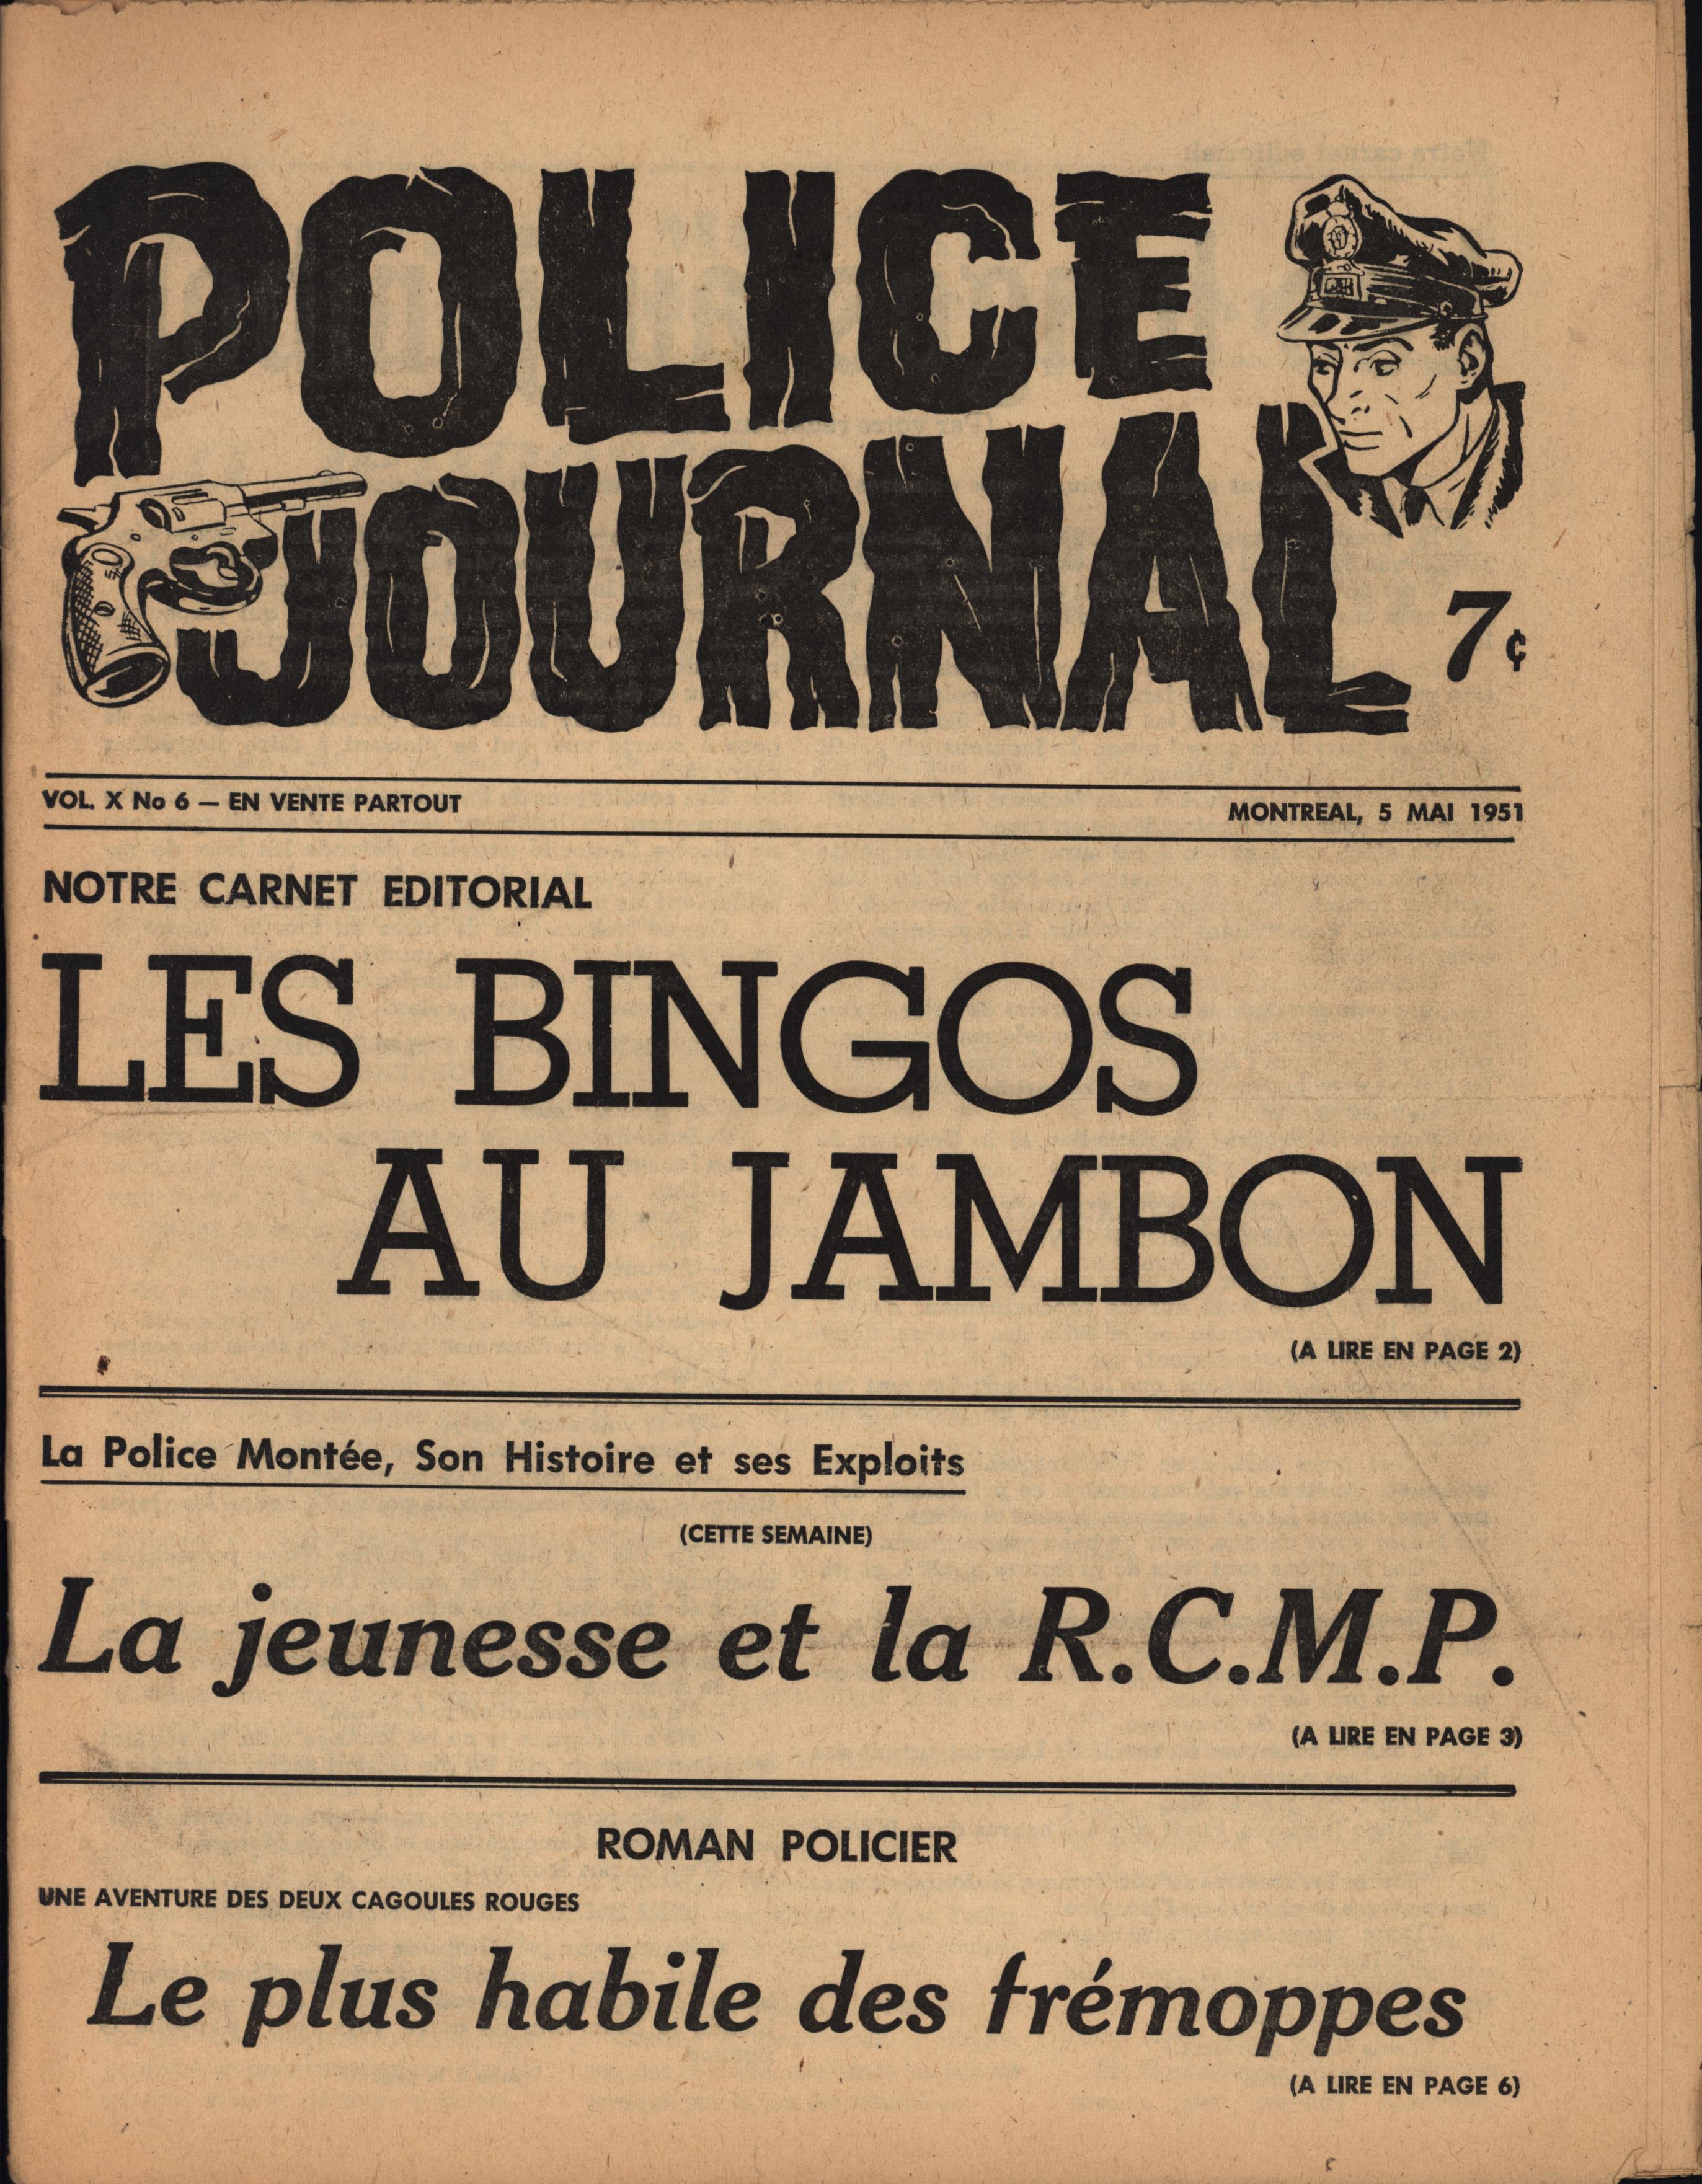 POLICE
JOURNAL
7¢
VOL. X No 6 — EN VENTE PARTOUT
MONTREAL, 5 MAI 1951
NOTRE CARNET EDITORIAL
LES BINGOS
AU JAMBON
(A LIRE EN PAGE 2)
La Police Montée, Son Histoire et ses Exploits
(CETTE SEMAINE)
La jeunesse et la R.C.M.P.
(A LIRE EN PAGE 3)
ROMAN POLICIER
UNE AVENTURE DES DEUX CAGOULES ROUGES
Le plus habile des frémoppes
(A LIRE EN PAGE 6)